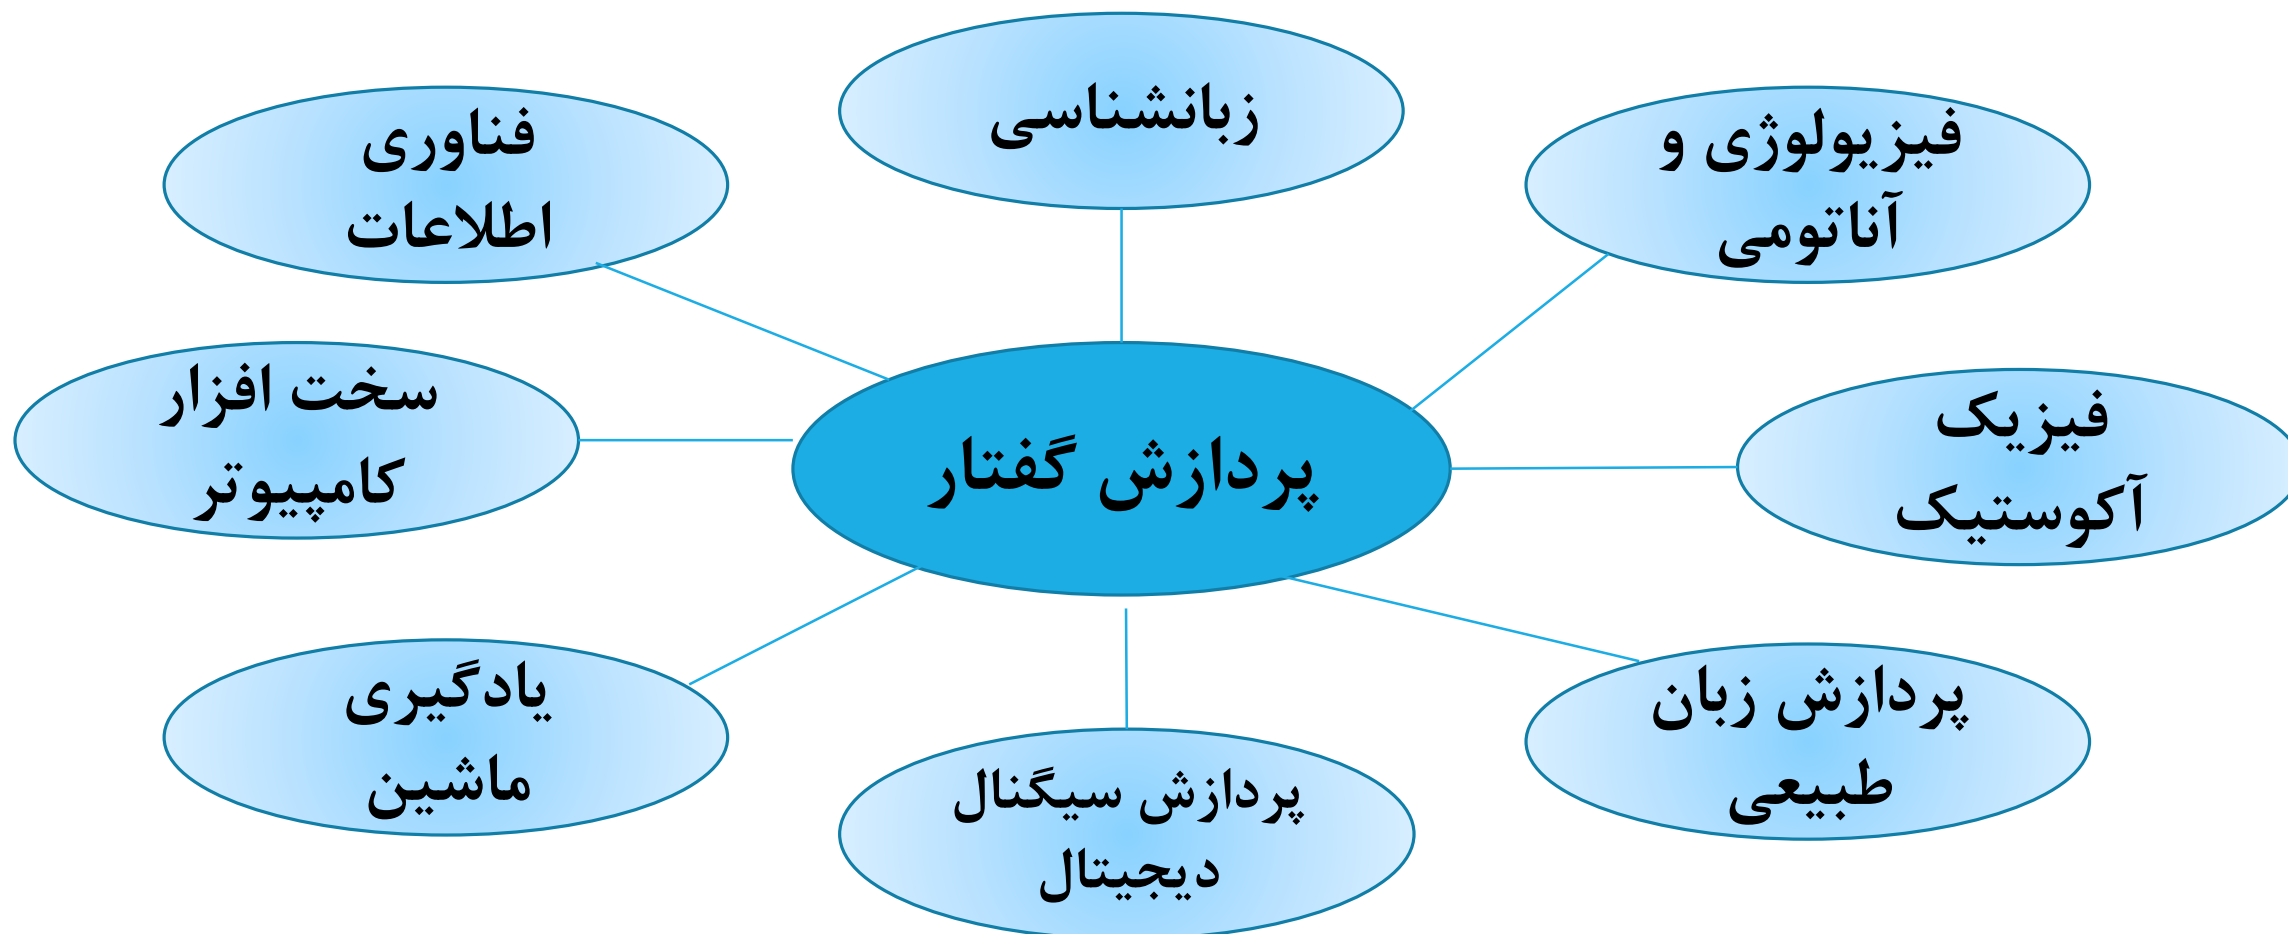 زبانشناسی
فیزیولوژی و
آناتومی
فناوری
اطلاعات
فیزیک
آکوستیک
پردازش گفتار
سخت افزار
کامپیوتر
پردازش زبان
طبیعی
یادگیری
ماشین
پردازش سیگنال
دیجیتال